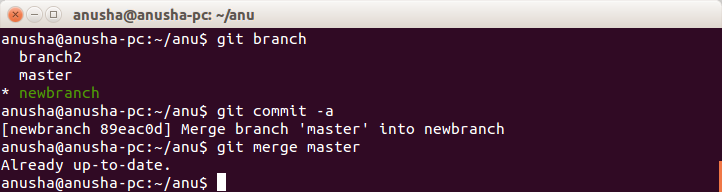 anusha@anusha-pc: ~/anu
anusha@anusha-pc:~/anu$ git branch
  branch2
  master
* newbranch
anusha@anusha-pc:~/anu$ git commit -a
[newbranch 89eac0d] Merge branch 'master' into newbranch
anusha@anusha-pc:~/anu$ git merge master
Already up-to-date.
anusha@anusha-pc:~/anu$